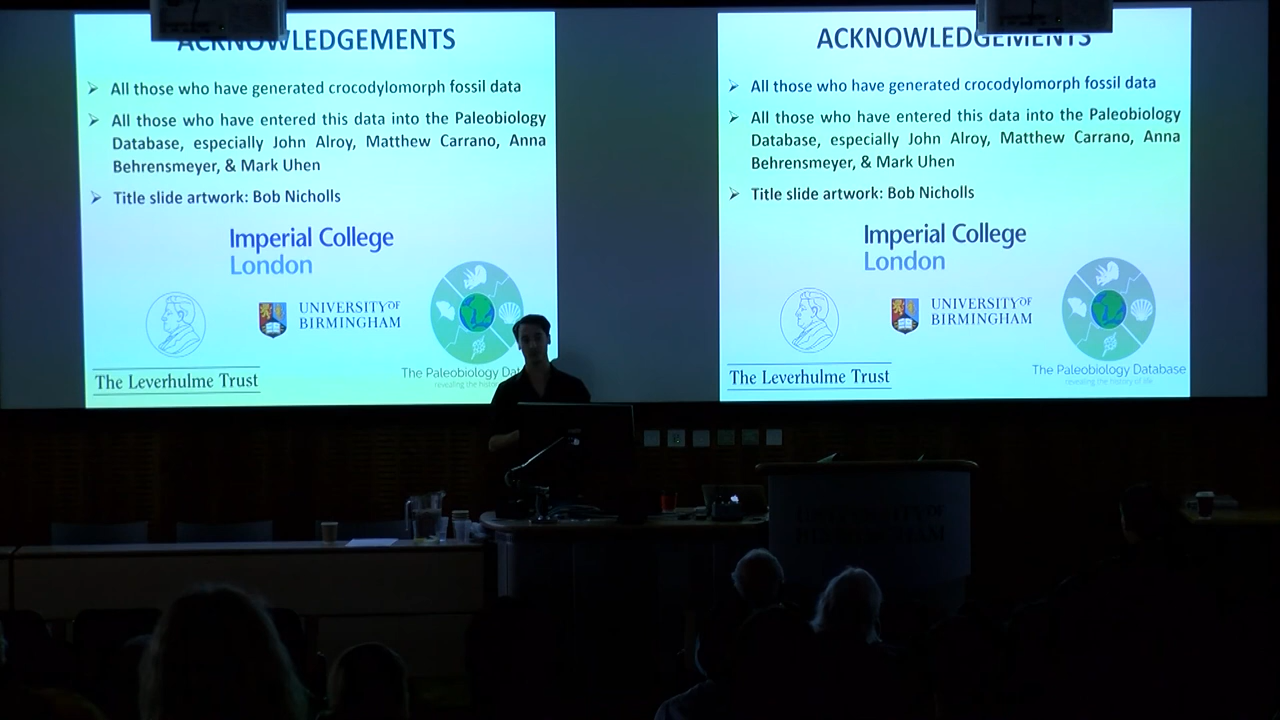 ACKNOWLEDGEMENTS
All those who have generated crocodylomorph fossil data
All those who have entered this data into the Paleobiology
Database, especially John Alroy, Matthew Carrano, Anna
Behrensmeyer, & Mark Uhen
Title slide artwork: Bob Nicholls
Imperial College
London
UNIVERSITY OF
BIRMINGHAM
The Leverhulme Trust
The Paleobiology Dat
revealing the history
ACKNOWLEDGEMENTS
All those who have generated crocodylomorph fossil data
All those who have entered this data into the Paleobiology
Database, especially John Alroy, Matthew Carrano, Anna
Behrensmeyer, & Mark Uhen
Title slide artwork: Bob Nicholls
Imperial College
London
UNIVERSITY OF
BIRMINGHAM
The Leverhulme Trust
The Paleobiology Database
revealing the history of life
UNIVERSITY OF
BIRMINGHAM